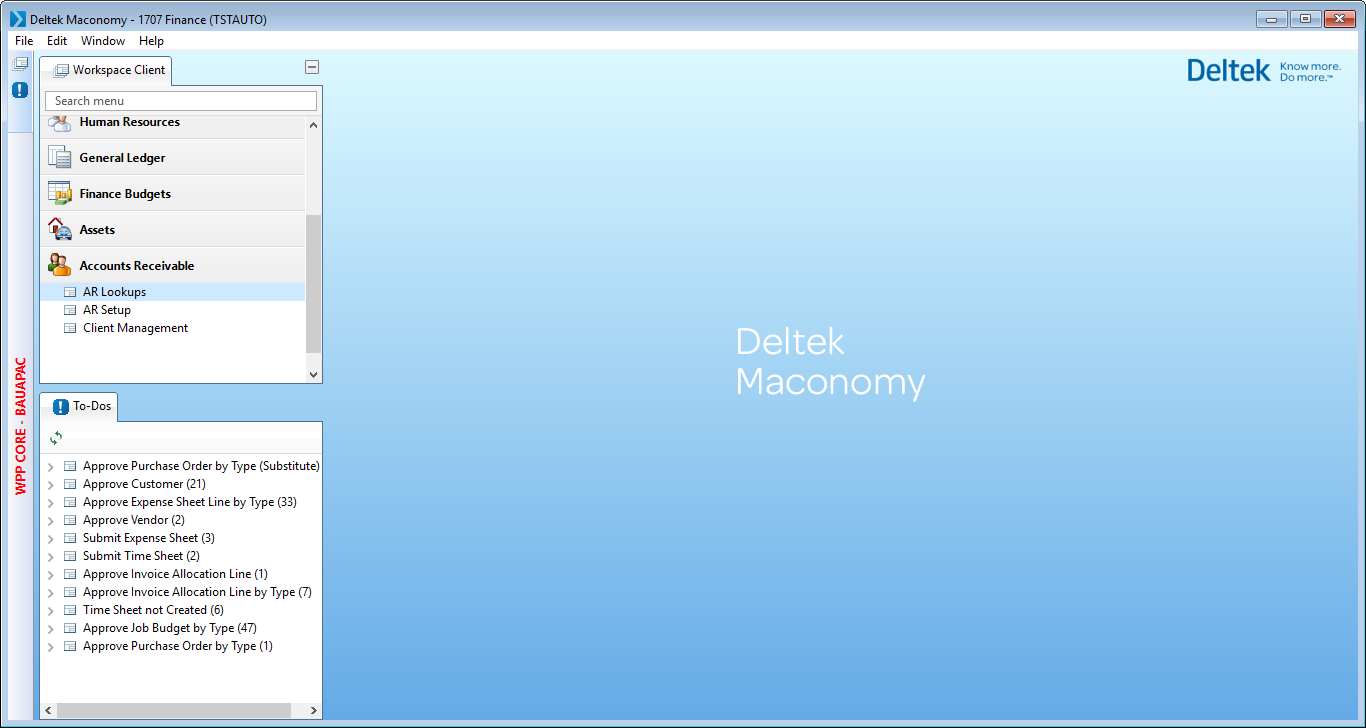 Deltek Maconomy - 1707 Finance (TSTAUTO)
File Edit Window Help
Workspace Client
Deltek Know more. Do more.™
Search menu
Human Resources
General Ledger
Finance Budgets
Assets
Accounts Receivable
AR Lookups
AR Setup
Client Management
Deltek
Maconomy
WPP CORE - BAUAPAC
To-Dos
Approve Purchase Order by Type (Substitute)
Approve Customer (21)
Approve Expense Sheet Line by Type (33)
Approve Vendor (2)
Submit Expense Sheet (3)
Submit Time Sheet (2)
Approve Invoice Allocation Line (1)
Approve Invoice Allocation Line by Type (7)
Time Sheet not Created (6)
Approve Job Budget by Type (47)
Approve Purchase Order by Type (1)